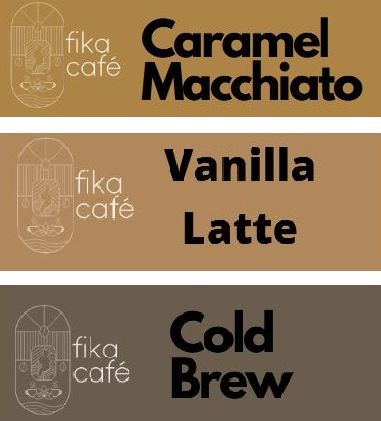 fika
café
Caramel
Macchiato
fika
café
Vanilla
Latte
fika
café
Cold
Brew